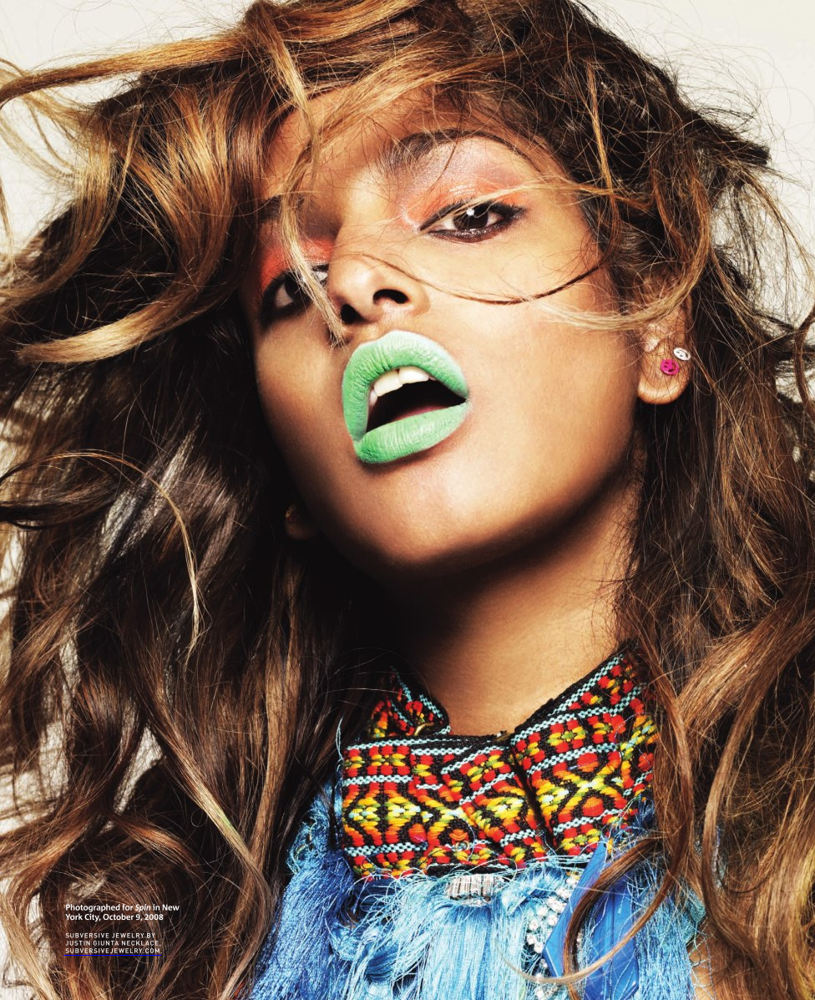 Photographed for Spin in New
York City, October 9, 2008
SUBVERSIVE JEWELRY BY
JUSTIN GIUNTA NECKLACE,
SUBVERSIVEJEWELRY.COM.